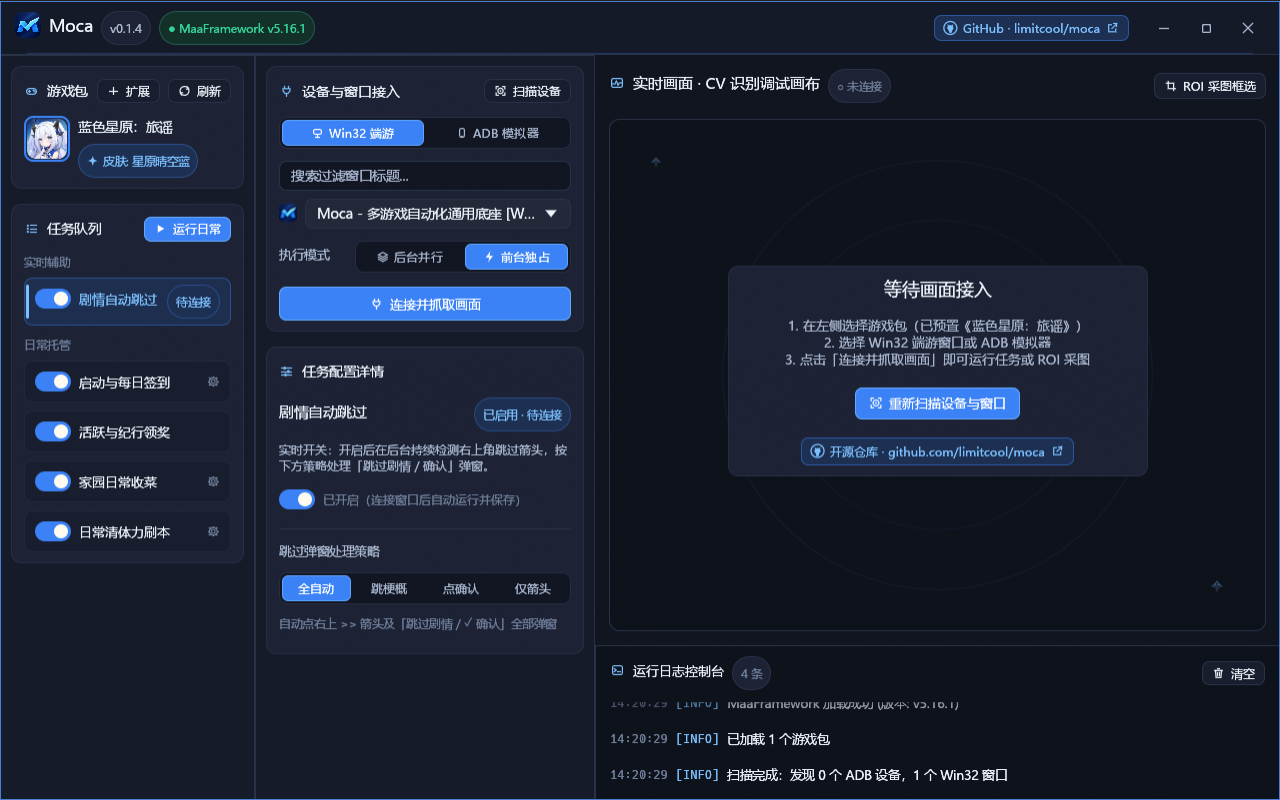 Moca v0.1.4 MaaFramework v5.16.1 GitHub · limitcool/moca
游戏包 扩展 刷新
蓝色星原：旅谣
皮肤: 星原晴空蓝
任务队列 运行日常
实时辅助
剧情自动跳过 待连接
日常托管
启动与每日签到
活跃与纪行领奖
家园日常收菜
日常清体力刷本
设备与窗口接入 扫描设备
Win32 端游 ADB 模拟器
搜索过滤窗口标题...
Moca - 多游戏自动化通用底座 [W...
执行模式 后台并行 前台独占
连接并抓取画面
任务配置详情
剧情自动跳过 已启用 · 待连接
实时开关：开启后在后台持续检测右上角跳过箭头，按
下方策略处理「跳过剧情 / 确认」弹窗。
已开启（连接窗口后自动运行并保存）
跳过弹窗处理策略
全自动 跳梗概 点确认 仅箭头
自动点右上 >> 箭头及「跳过剧情 / ✓ 确认」全部弹窗
实时画面 · CV 识别调试画布 ○ 未连接 ROI 采图框选
等待画面接入
1. 在左侧选择游戏包（已预置《蓝色星原：旅谣》）
2. 选择 Win32 端游窗口或 ADB 模拟器
3. 点击「连接并抓取画面」即可运行任务或 ROI 采图
重新扫描设备与窗口
开源仓库 · github.com/limitcool/moca
运行日志控制台 4 条 清空
14:20:29 [INFO] MaaFramework 加载成功 (版本: v5.16.1)
14:20:29 [INFO] 已加载 1 个游戏包
14:20:29 [INFO] 扫描完成：发现 0 个 ADB 设备，1 个 Win32 窗口